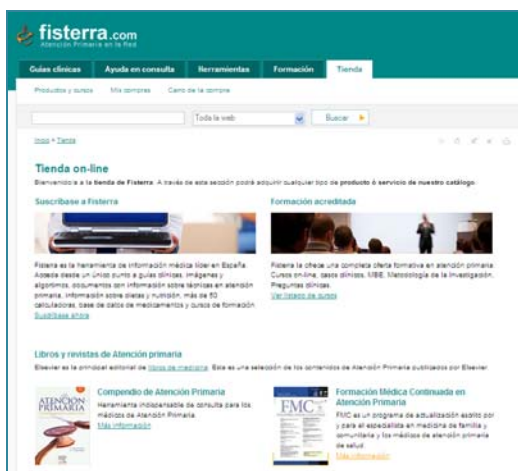 fisterra.com
Atención Primaria en la Red
Guías clínicas Ayuda en consulta Herramientas Formación Tienda
Productos y cursos Mis compras Carro de la compra
Toda la web Buscar
Inicio » Tienda
Tienda on-line
Bienvenido/a a la tienda de Fisterra. A través de esta sección podrá adquirir cualquier tipo de producto ó servicio de nuestro catálogo.
Suscríbase a Fisterra
Fisterra es la herramienta de información médica líder en España.
Acceda desde un único punto a guías clínicas, imágenes y
algoritmos, documentos con información sobre técnicas en atención
primaria, información sobre dietas y nutrición, más de 50
calculadoras, base de datos de medicamentos y cursos de formación.
Suscríbase ahora
Formación acreditada
Fisterra le ofrece una completa oferta formativa en atención primaria.
Cursos on-line, casos clínicos, MBE, Metodología de la Investigación,
Preguntas clínicas.
Ver listado de cursos
Libros y revistas de Atención primaria
Elsevier es la principal editorial de libros de medicina. Esta es una selección de los contenidos de Atención Primaria publicados por Elsevier.
ATENCION
PRIMARIA
Compendio de Atención Primaria
Herramienta indispensable de consulta para los
médicos de Atención Primaria.
Más información
FMC
Formación Médica Continuada en
Atención Primaria
FMC es un programa de actualización escrito por
y para el especialista en medicina de familia y
comunitaria y los médicos de atención primaria
de salud.
Más información